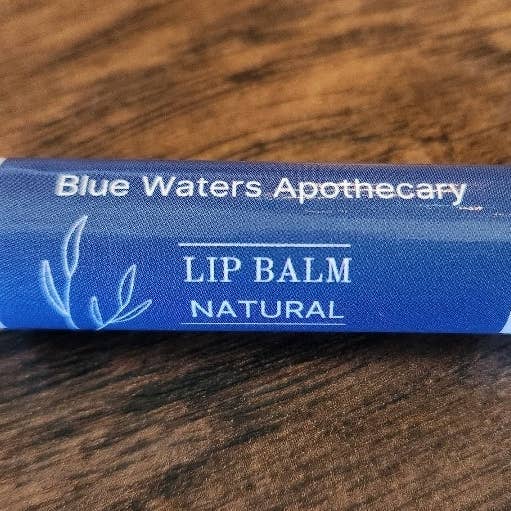 Blue Waters Apothecary
LIP BALM
NATURAL